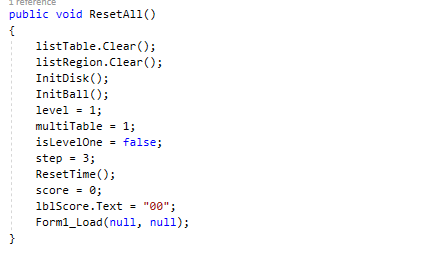 1 reference
public void ResetAll()
{
listTable.Clear();
listRegion.Clear();
InitDisk();
InitBall();
level = 1;
multiTable = 1;
isLevelOne = false;
step = 3;
ResetTime();
score = 0;
lblScore.Text = "00";
Form1_Load(null, null);
}